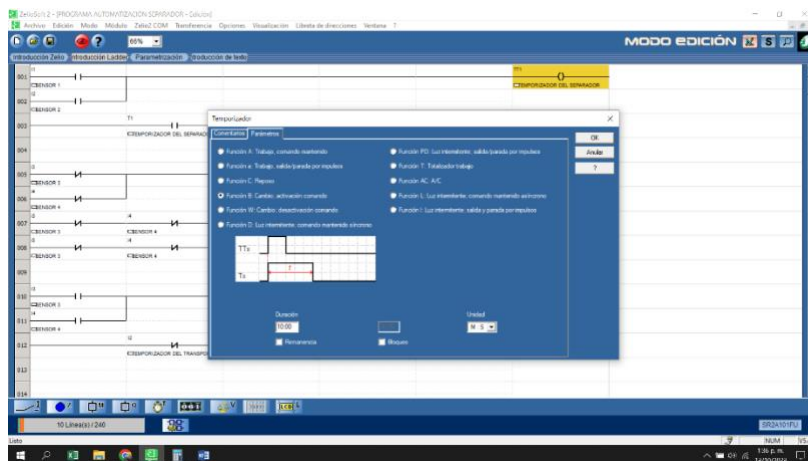 ZelioSoft 2 - [PROGRAMA AUTOMATIZACION SEPARADOR - Edición]
Archivo Edición Modo Módulo Zelio2 COM Transferencia Opciones Visualización Libreta de direcciones Ventana ?
66%
MODO EDICIÓN
Introducción Zelio Introducción Ladder Parametrización Introducción de texto
001
SENSOR 1
TT1
TEMPORIZADOR DEL SEPARADOR
002
SENSOR 2
T1
003
004
005
SENSOR 3
006
SENSOR 4
007
SENSOR 3
SENSOR 4
008
SENSOR 3
SENSOR 4
009
010
SENSOR 3
011
SENSOR 4
012
013
014
Temporizador
Comentarios Parámetros
Función A: Trabajo, comando mantenido
Función a: Trabajo, salida/parada por impulsos
Función C: Reposo
Función B: Cambio, activación comando
Función W: Cambio: desactivación comando
Función D: Luz intermitente, comando mantenido síncrono
Función PD: Luz intermitente, salida/parada por impulsos
Función T: Totalizador trabajo
Función AC: A/C
Función L: Luz intermitente, comando mantenido asíncrono
Función l: Luz intermitente: salida y parada por impulsos
TTx
Tx
T
Duración
10:00
Unidad
M : S
Remanencia
Bloqueo
OK
Anular
?
10 Línea(s) / 240
SR2A101FU
Listo
NUM
1:36 p. m.